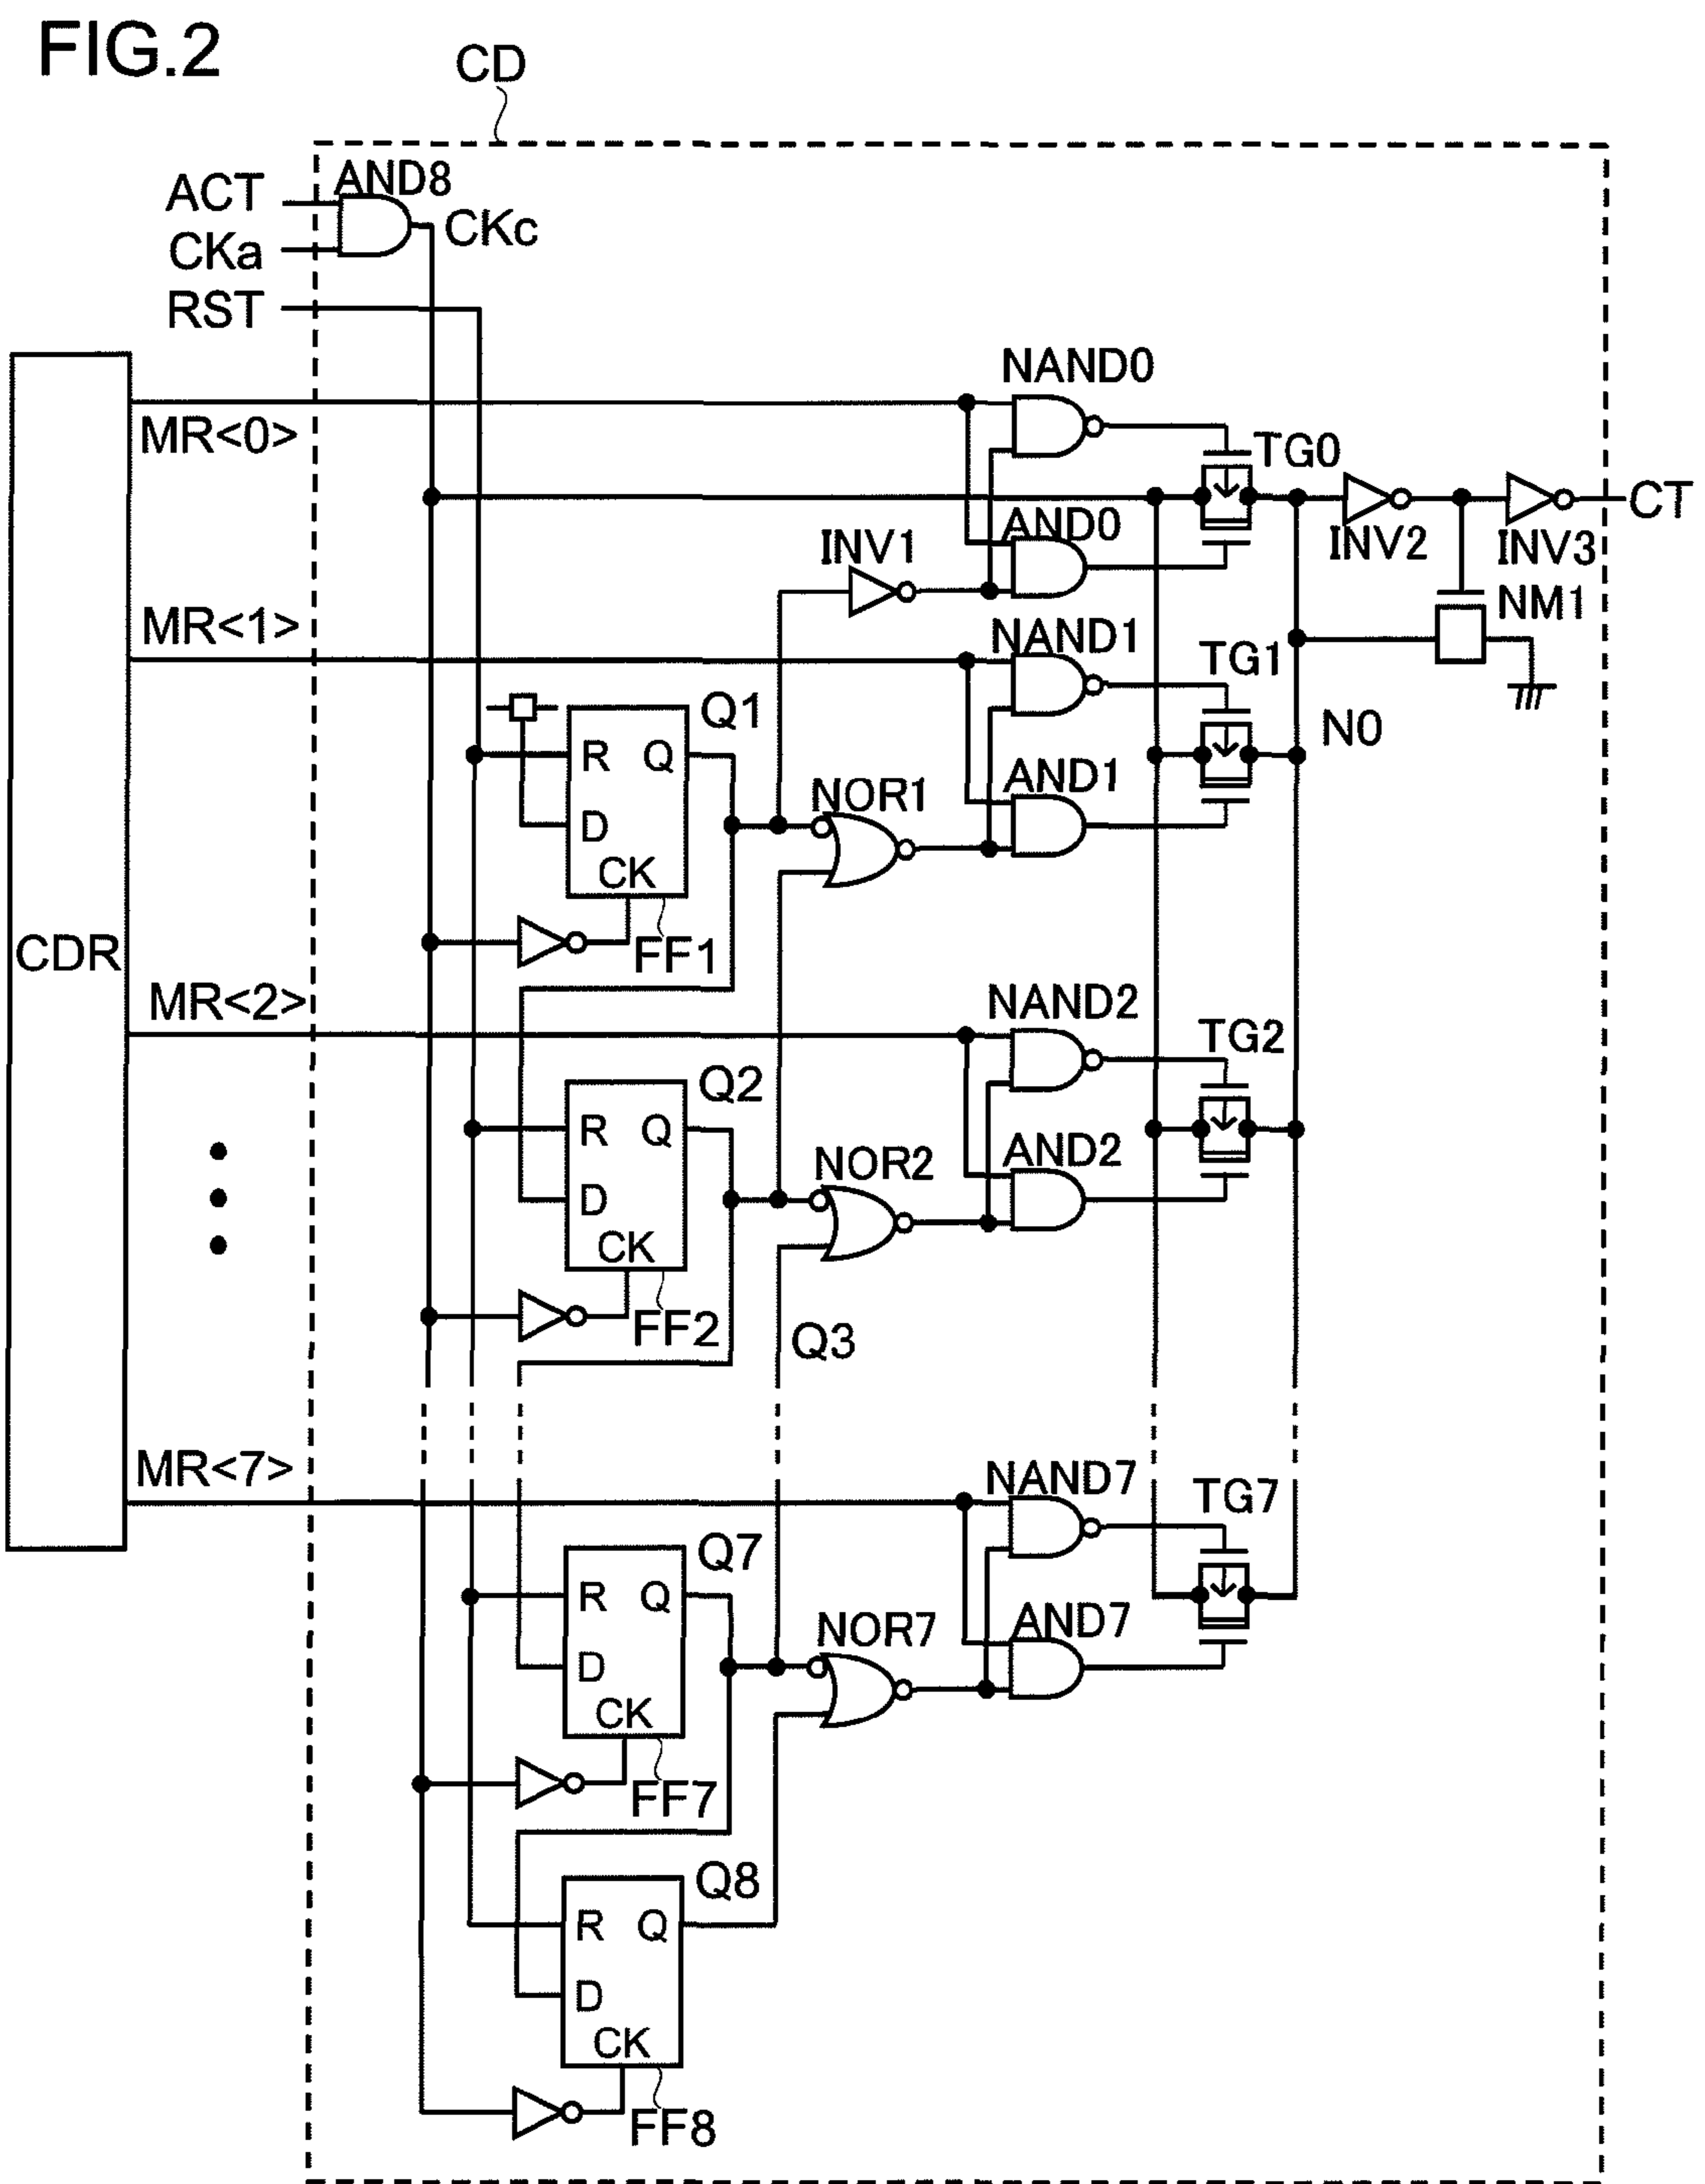 FIG.2
CD
ACT
AND8
CKc
CKa
RST
NAND0
MR<0>
TG0
CT
AND0
INV1
INV2
INV3
MR<1>
NAND1
TG1
NM1
Q1
N0
R Q
AND1
NOR1
D
CK
CDR
FF1
MR<2>
NAND2
TG2
Q2
R Q
AND2
NOR2
D
CK
FF2
Q3
MR<7>
NAND7
TG7
Q7
R Q
AND7
NOR7
D
CK
FF7
Q8
R Q
D
CK
FF8